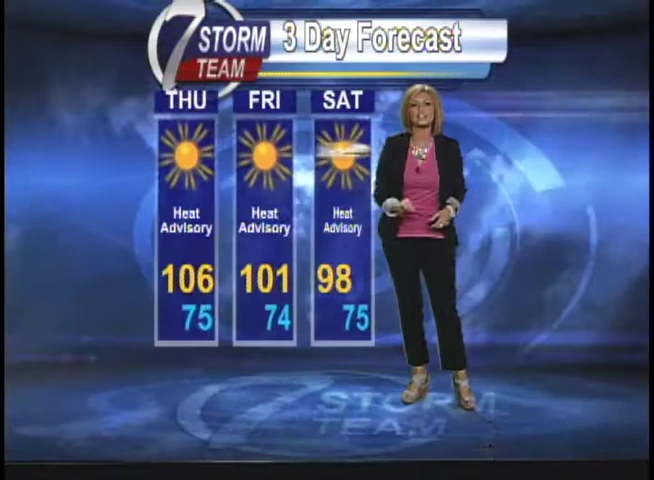 7 STORM TEAM
3 Day Forecast
THU FRI SAT
Heat Advisory Heat Advisory Heat Advisory
106 101 98
75 74 75
7 STORM TEAM